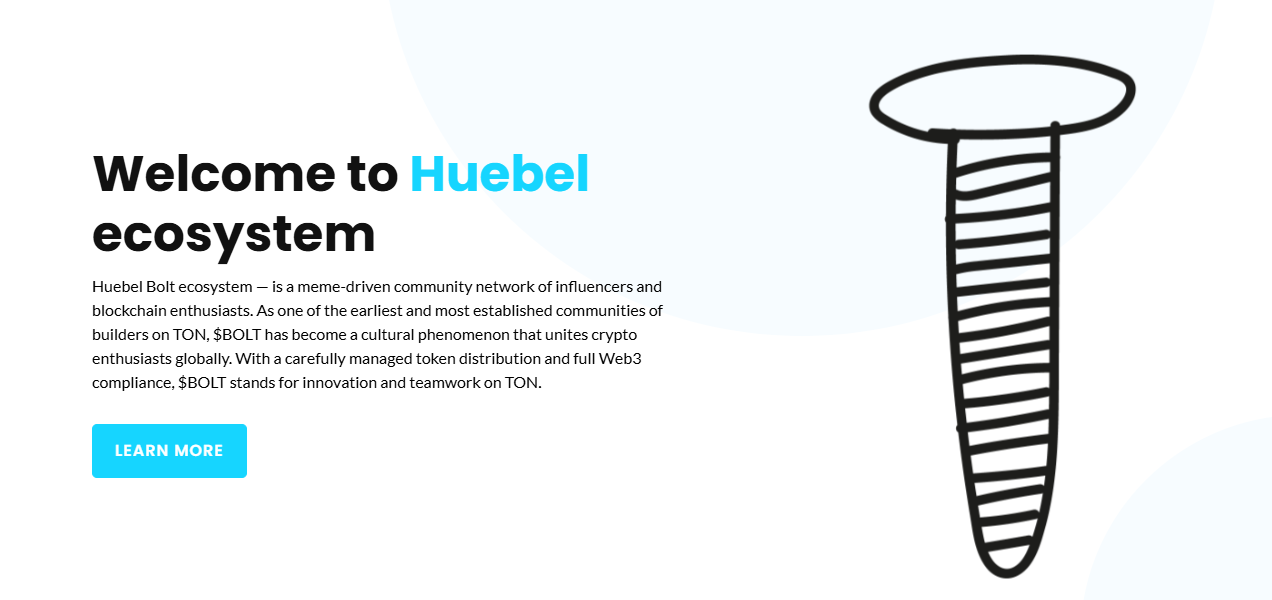 Welcome to Huebel
ecosystem
Huebel Bolt ecosystem — is a meme-driven community network of influencers and
blockchain enthusiasts. As one of the earliest and most established communities of
builders on TON, $BOLT has become a cultural phenomenon that unites crypto
enthusiasts globally. With a carefully managed token distribution and full Web3
compliance, $BOLT stands for innovation and teamwork on TON.
LEARN MORE